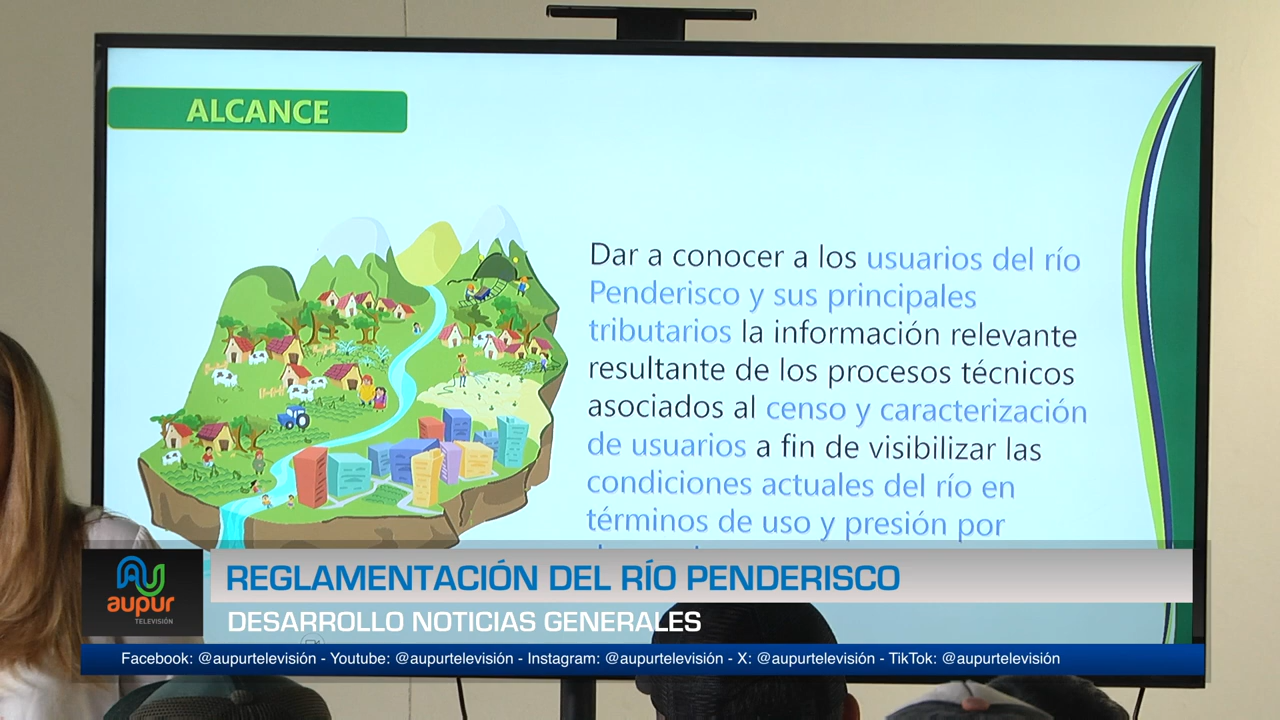 ALCANCE
Dar a conocer a los usuarios del río
Penderisco y sus principales
tributarios la información relevante
resultante de los procesos técnicos
asociados al censo y caracterización
de usuarios a fin de visibilizar las
condiciones actuales del río en
términos de uso y presión por
aupur
TELEVISIÓN
REGLAMENTACIÓN DEL RÍO PENDERISCO
DESARROLLO NOTICIAS GENERALES
Facebook: @aupurtelevisión - Youtube: @aupurtelevisión - Instagram: @aupurtelevisión - X: @aupurtelevisión - TikTok: @aupurtelevisión